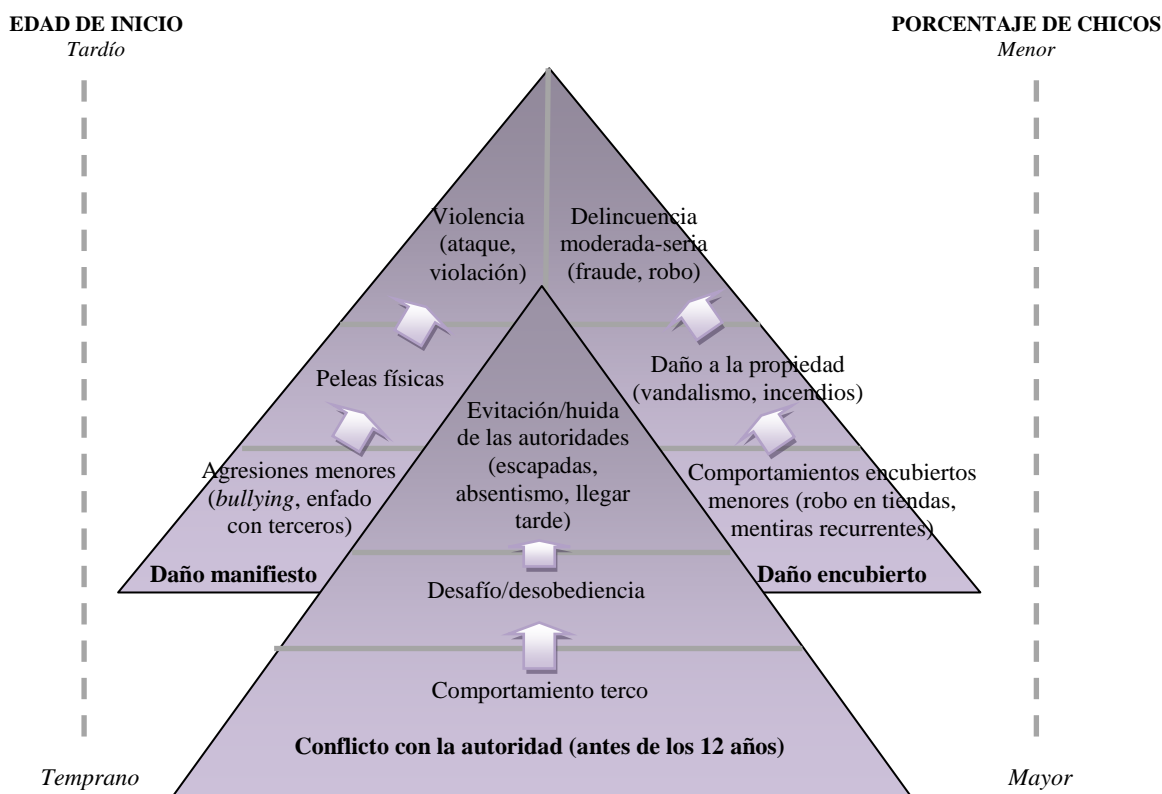 EDAD DE INICIO
Tardío
PORCENTAJE DE CHICOS
Menor
Violencia
(ataque,
violación)
Delincuencia
moderada-seria
(fraude, robo)
Peleas físicas
Daño a la propiedad
(vandalismo, incendios)
Evitación/huida
de las autoridades
(escapadas,
absentismo, llegar
tarde)
Agresiones menores
(bullying, enfado
con terceros)
Comportamientos encubiertos
menores (robo en tiendas,
mentiras recurrentes)
Daño manifiesto
Daño encubierto
Desafío/desobediencia
Comportamiento terco
Conflicto con la autoridad (antes de los 12 años)
Temprano
Mayor